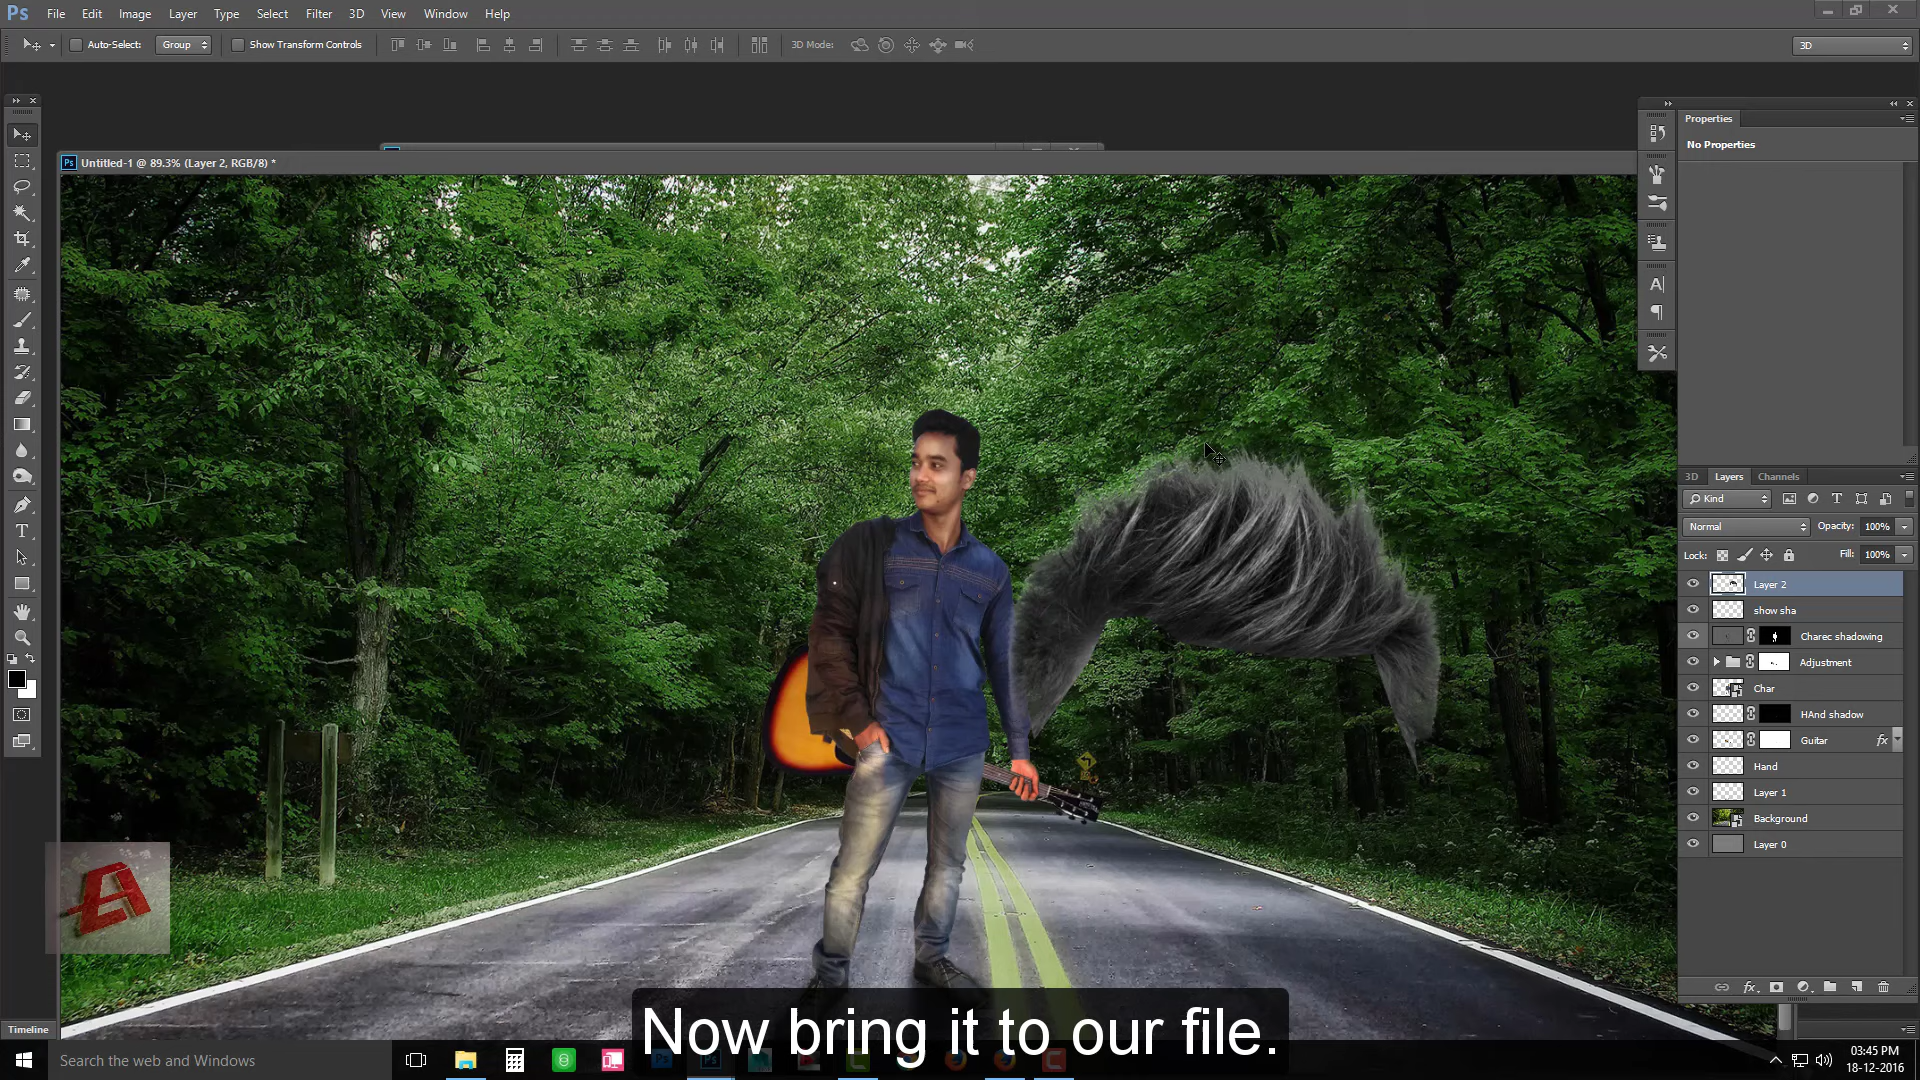 Ps File Edit Image Layer Type Select Filter 3D View Window Help
Auto-Select: Group Show Transform Controls 3D Mode: 3D
Untitled-1 @ 89.3% (Layer 2, RGB/8) *
Properties
No Properties
3D Layers Channels
Kind
Normal Opacity: 100%
Lock: Fill: 100%
Layer 2
show sha
Charec shadowing
Adjustment
Char
HAnd shadow
Guitar fx
Hand
Layer 1
Background
Layer 0
A
Timeline
Now bring it to our file.
Search the web and Windows
03:45 PM
18-12-2016